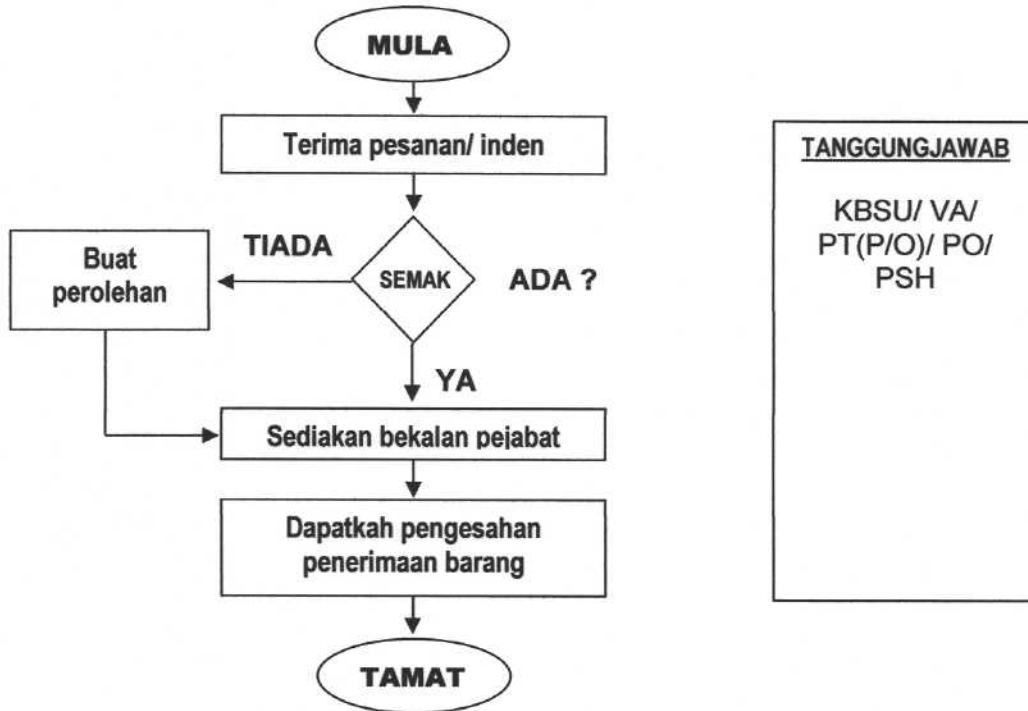 MULA
Terima pesanan/ inden
TIADA
SEMAK
ADA ?
Buat
perolehan
YA
Sediakan bekalan pejabat
Dapatkah pengesahan
penerimaan barang
TAMAT
TANGGUNGJAWAB
KBSU/ VA/
PT(P/O)/ PO/
PSH